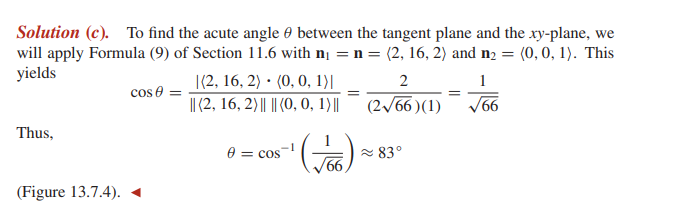 Solution (c). To find the acute angle θ between the tangent plane and the xy-plane, we
will apply Formula (9) of Section 11.6 with n₁ = n = ⟨2, 16, 2⟩ and n₂ = ⟨0, 0, 1⟩. This
yields
cos θ = |⟨2, 16, 2⟩ · ⟨0, 0, 1⟩| / ‖⟨2, 16, 2⟩‖ ‖⟨0, 0, 1⟩‖ = 2 / (2√66)(1) = 1 / √66
Thus,
θ = cos⁻¹ (1 / √66) ≈ 83°
(Figure 13.7.4). ◄